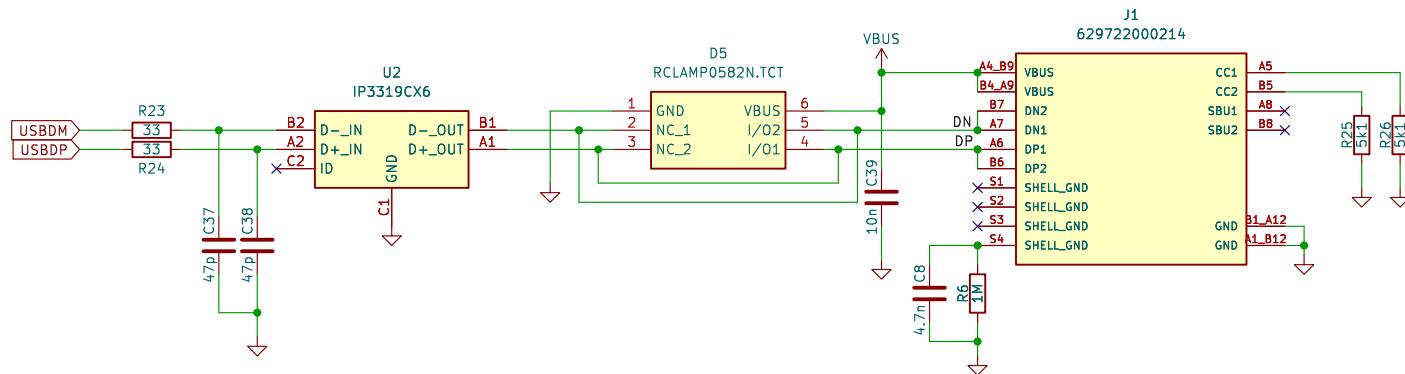 J1
629722000214
VBUS
D5
RCLAMP0582N.TCT
U2
IP3319CX6
R23
33
33
R24
USBDM
USBDP
B2
A2
C2
D-_IN
D+_IN
ID
D-_OUT
D+_OUT
GND
B1
A1
C1
1
2
3
GND
NC_1
NC_2
VBUS
I/O2
I/O1
6
5
4
DN
DP
A4_B9
B4_A9
B7
A7
A6
B6
S1
S2
S3
S4
VBUS
VBUS
DN2
DN1
DP1
DP2
SHELL_GND
SHELL_GND
SHELL_GND
SHELL_GND
CC1
CC2
SBU1
SBU2
GND
GND
A5
B5
A8
B8
B1_A12
A1_B12
R25
5k1
R26
5k1
C37
47p
C38
47p
C39
10n
C8
4.7n
R6
1M